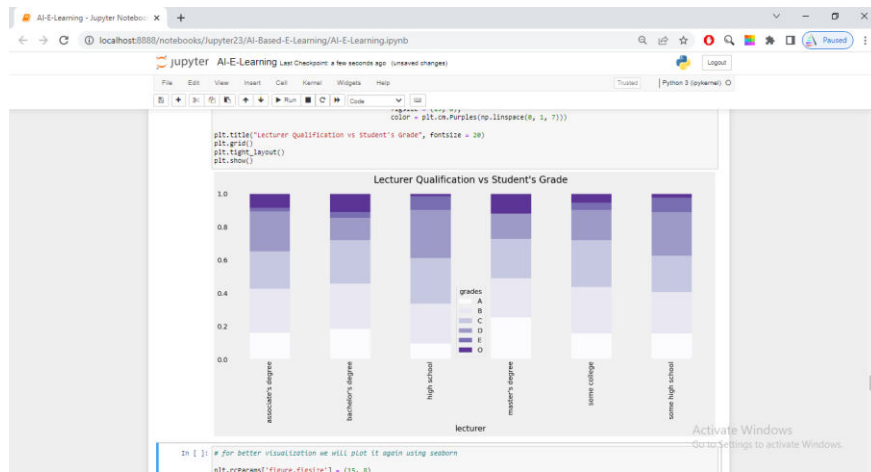 AI-E-Learning - Jupyter Notebook
localhost:8888/notebooks/Jupyter23/AI-Based-E-Learning/AI-E-Learning.ipynb
Paused
jupyter AI-E-Learning Last Checkpoint: a few seconds ago (unsaved changes)
Logout
File Edit View Insert Cell Kernel Widgets Help
Trusted
Python 3 (ipykernel)
Run
Code
color = plt.cm.Purples(np.linspace(0, 1, 7)))
plt.title("Lecturer Qualification vs Student's Grade", fontsize = 20)
plt.grid()
plt.tight_layout()
plt.show()
Lecturer Qualification vs Student's Grade
1.0
0.8
0.6
0.4
0.2
0.0
grades
A
B
C
D
E
O
associate's degree
bachelor's degree
high school
master's degree
some college
some high school
lecturer
Activate Windows
Go to Settings to activate Windows.
In [ ]: # for better visualization we will plot it again using seaborn
plt.rcParams['figure.figsize'] = (15, 8)